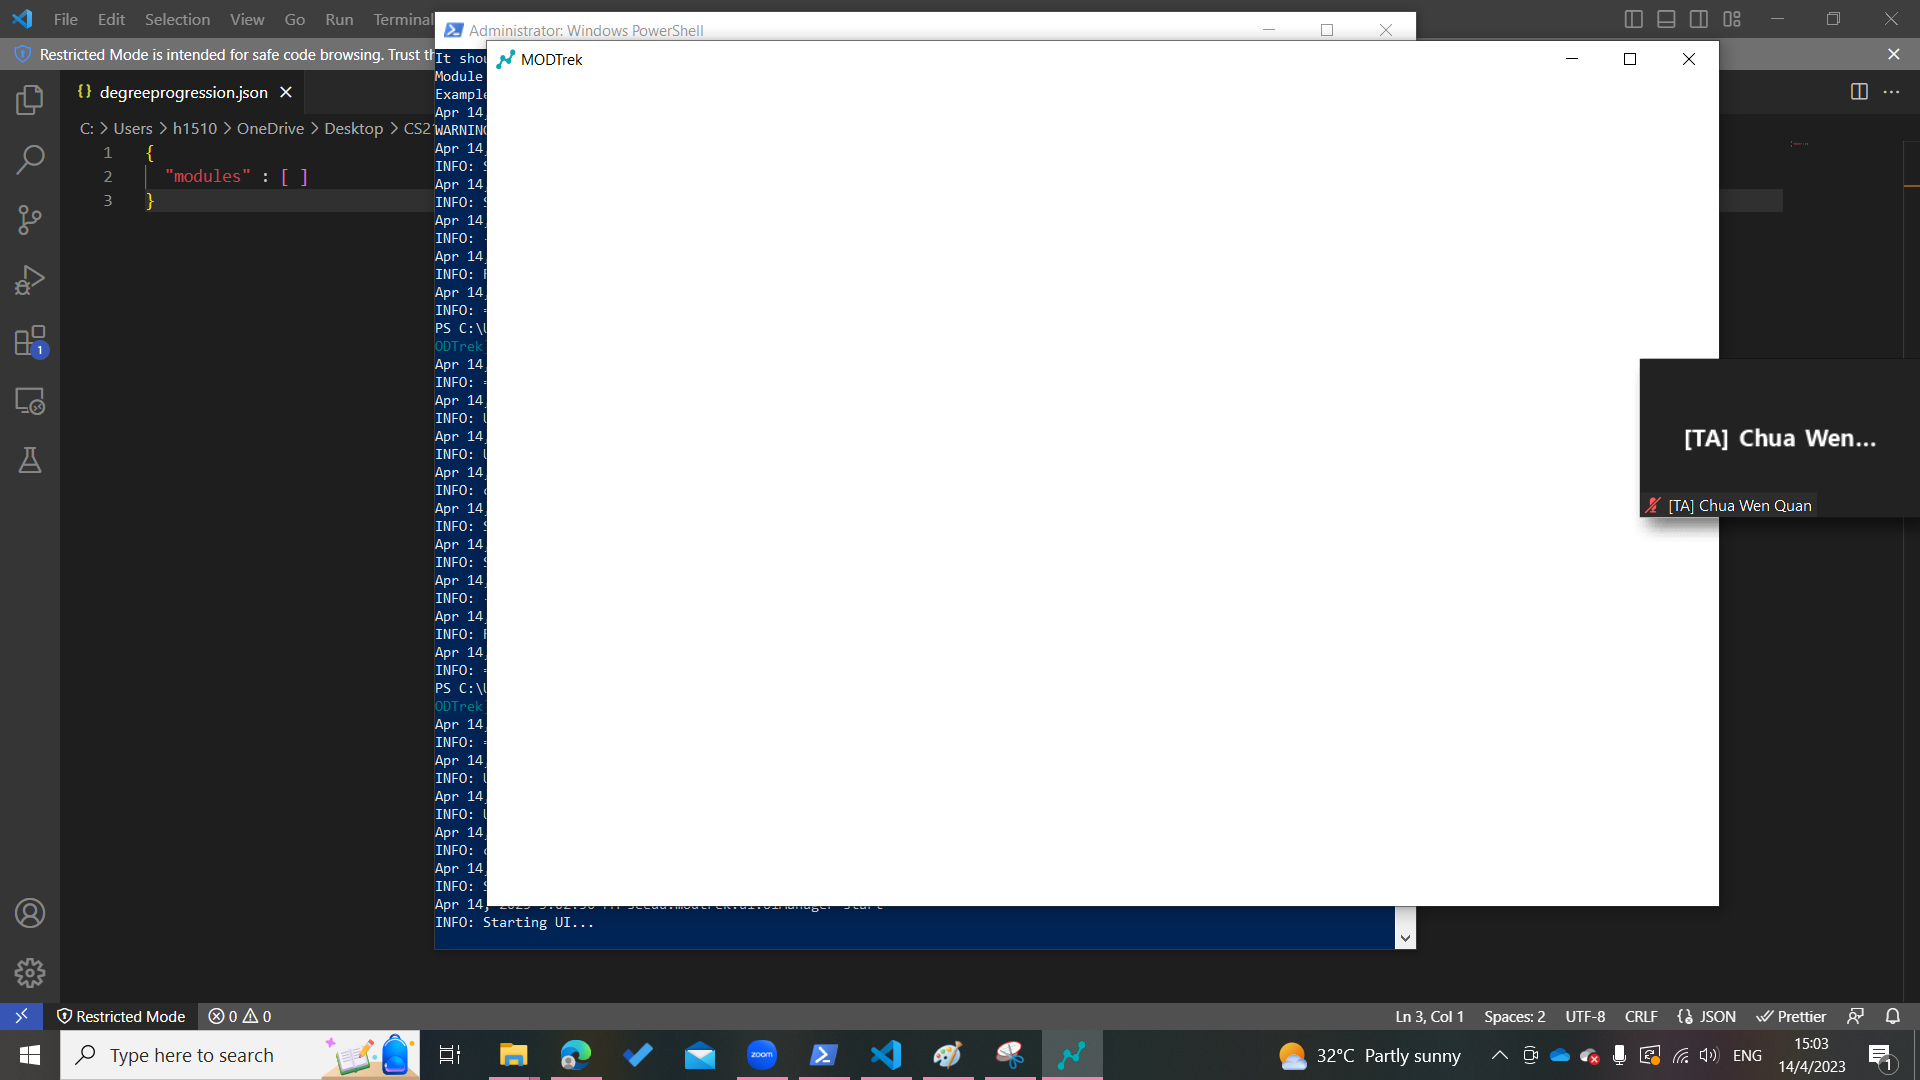 File Edit Selection View Go Run Terminal
Administrator: Windows PowerShell
Restricted Mode is intended for safe code browsing. Trust th
MODTrek
degreeprogression.json
C: > Users > h1510 > OneDrive > Desktop > CS21
1 {
2 "modules" : [ ]
3 }
It shou
Module
Example
Apr 14,
WARNING
Apr 14,
INFO: S
Apr 14,
INFO: S
Apr 14,
INFO: -
Apr 14,
INFO:
Apr 14,
INFO: =
PS C:\U
ODTrek
Apr 14,
INFO: =
Apr 14,
INFO: U
Apr 14,
INFO: U
Apr 14,
INFO: c
Apr 14,
INFO: S
Apr 14,
INFO: S
Apr 14,
INFO: -
Apr 14,
INFO:
Apr 14,
INFO: =
PS C:\U
ODTrek
Apr 14,
INFO: =
Apr 14,
INFO: U
Apr 14,
INFO: U
Apr 14,
INFO: c
Apr 14,
INFO: S
Apr 14,
INFO: Starting UI...
[TA] Chua Wen...
[TA] Chua Wen Quan
1
Restricted Mode 0 0
Ln 3, Col 1 Spaces: 2 UTF-8 CRLF {} JSON Prettier
Type here to search
zoom
32°C Partly sunny
ENG
15:03
14/4/2023
1